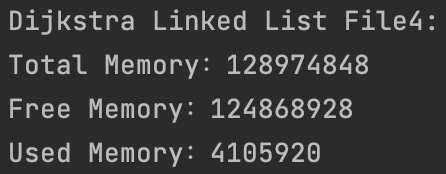 Dijkstra Linked List File4:
Total Memory: 128974848
Free Memory: 124868928
Used Memory: 4105920